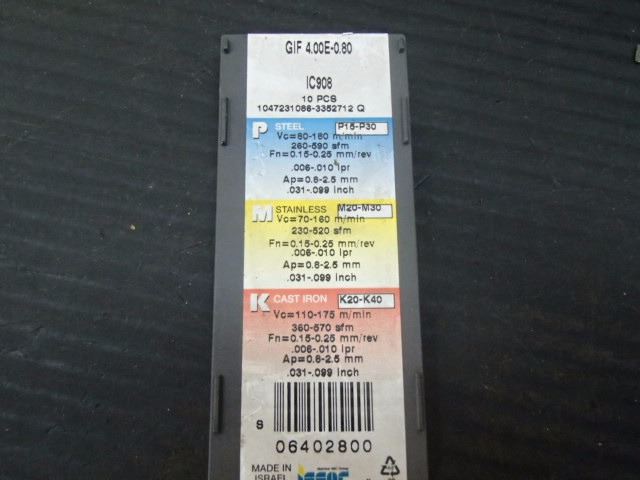 GIF 4.00E-0.80
IC908
10 PCS
1047231086-3352712 Q
P STEEL P15-P30
Vc=80-180 m/min
260-590 sfm
Fn=0.15-0.25 mm/rev
.006-.010 ipr
Ap=0.8-2.5 mm
.031-.099 inch
M STAINLESS M20-M30
Vc=70-160 m/min
230-520 sfm
Fn=0.15-0.25 mm/rev
.006-.010 ipr
Ap=0.8-2.5 mm
.031-.099 inch
K CAST IRON K20-K40
Vc=110-175 m/min
360-570 sfm
Fn=0.15-0.25 mm/rev
.006-.010 ipr
Ap=0.8-2.5 mm
.031-.099 inch
S
06402800
MADE IN
ISRAEL